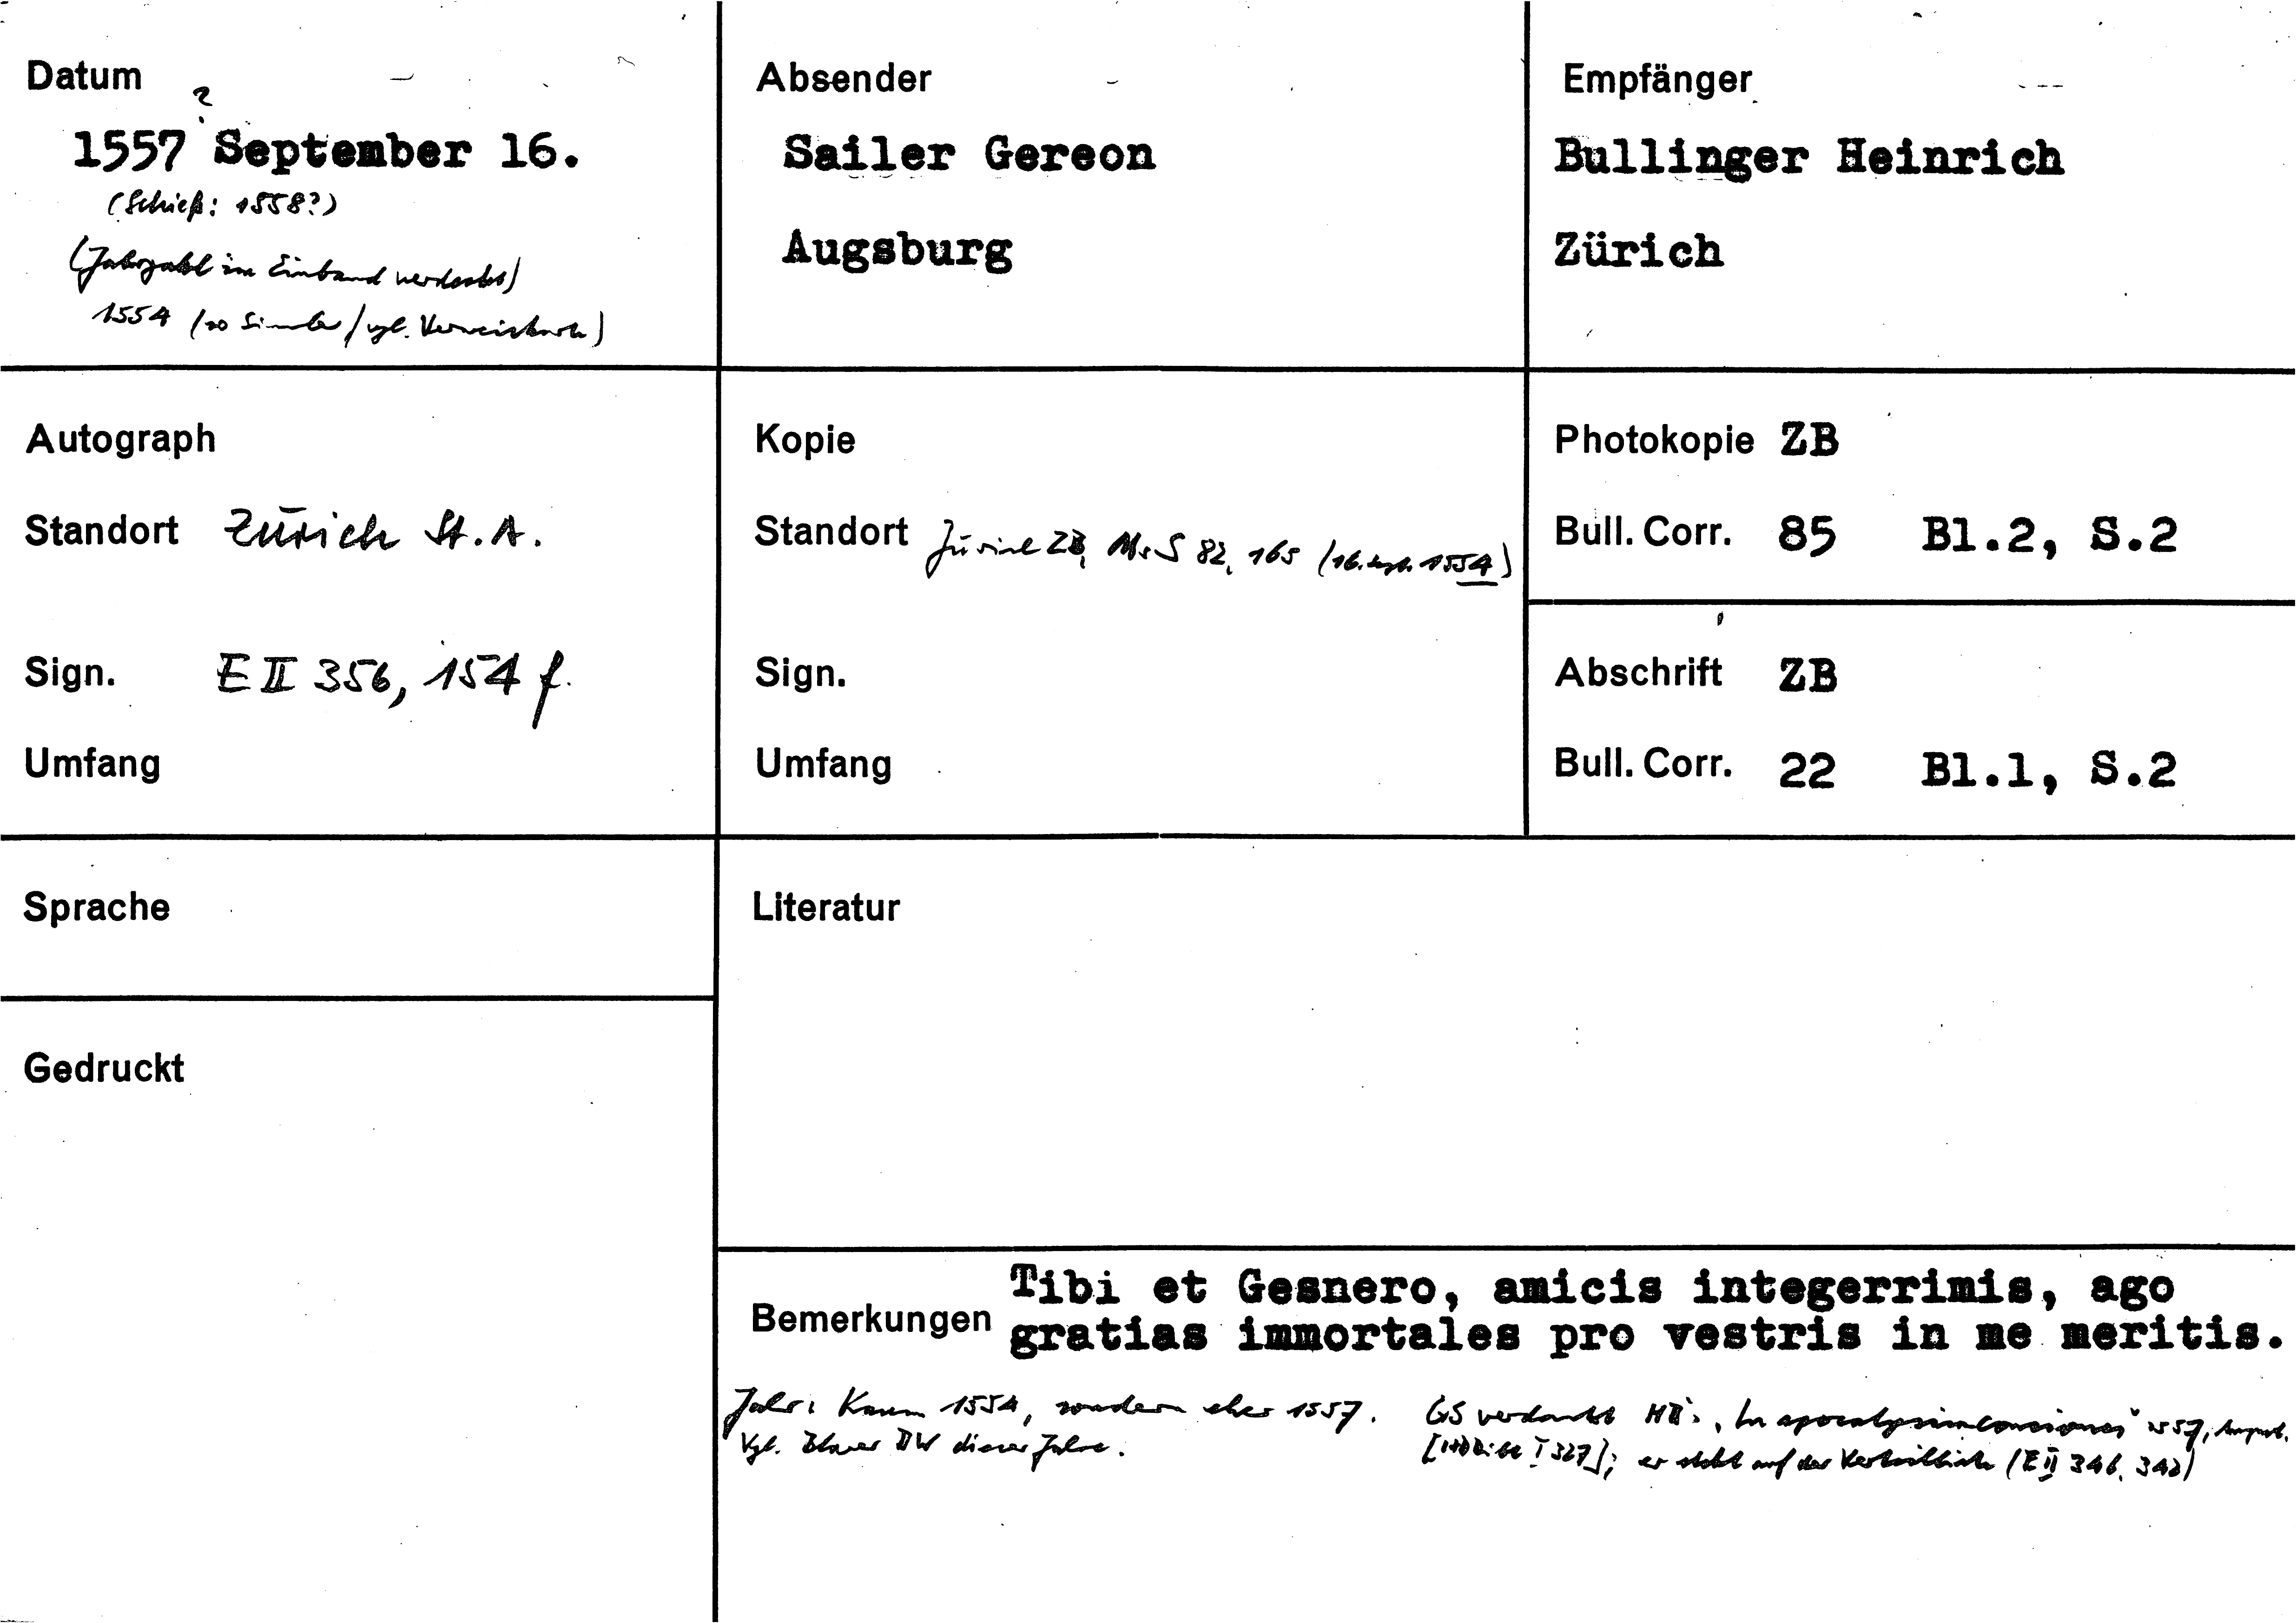 Datum
?
1557 September 16.
(Schieß: 1558?)
(Jahrzahl im Einband verdeckt)
1554 (so Simler / vgl. Verweiskarte)
Absender
Sailer Gereon
Augsburg
Empfänger
Bullinger Heinrich
Zürich
Autograph
Standort Zürich St.A.
Sign. E II 356, 154 f.
Umfang
Kopie
Standort Zürich ZB, Ms S 82, 165 (16. Sept. 1554)
Sign.
Umfang
Photokopie ZB
Bull. Corr. 85 Bl.2, S.2
Abschrift ZB
Bull. Corr. 22 Bl.1, S.2
Sprache
Literatur
Gedruckt
Bemerkungen
Tibi et Gesnero, amicis integerrimis, ago
gratias immortales pro vestris in me meritis.
Jahr: Kaum 1554, sondern eher 1557.
Vgl. Blarer BW dieser Jahre.
GS verdankt HB's "In apocalypsim conciones" 1557, August.
[HBBibl I 327]; er steht auf der Verteilliste (E II 346, 342)